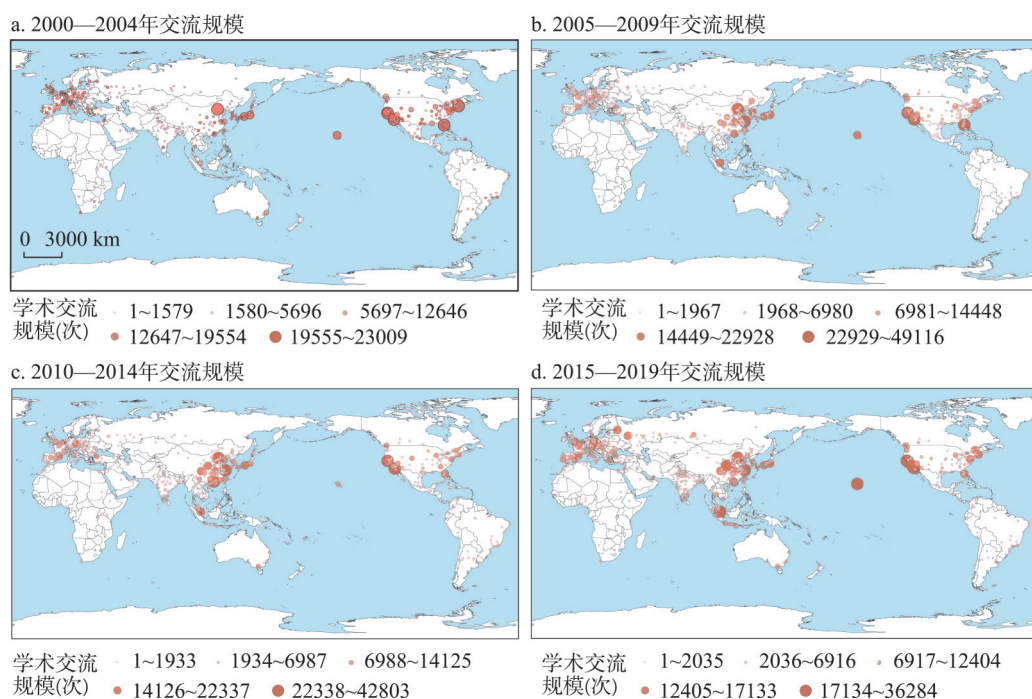 a. 2000—2004年交流规模
b. 2005—2009年交流规模
0 3000 km
学术交流
规模(次)
1~1579 1580~5696 5697~12646
12647~19554 19555~23009
学术交流
规模(次)
1~1967 1968~6980 6981~14448
14449~22928 22929~49116
c. 2010—2014年交流规模
d. 2015—2019年交流规模
学术交流
规模(次)
1~1933 1934~6987 6988~14125
14126~22337 22338~42803
学术交流
规模(次)
1~2035 2036~6916 6917~12404
12405~17133 17134~36284